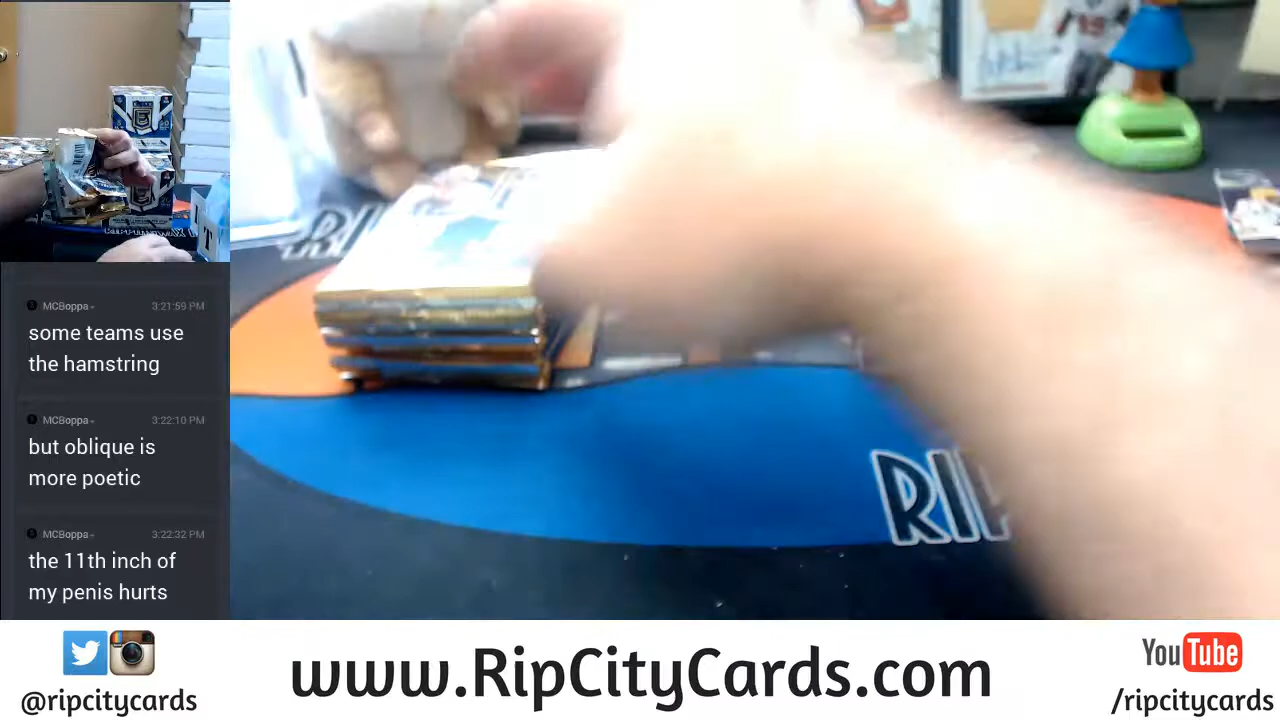 MCBoppa
3:21:59 PM
some teams use
the hamstring
MCBoppa
3:22:10 PM
but oblique is
more poetic
MCBoppa
3:22:32 PM
the 11th inch of
my penis hurts
RI
RIP
T
@ripcitycards
www.RipCityCards.com
YouTube
/ripcitycards